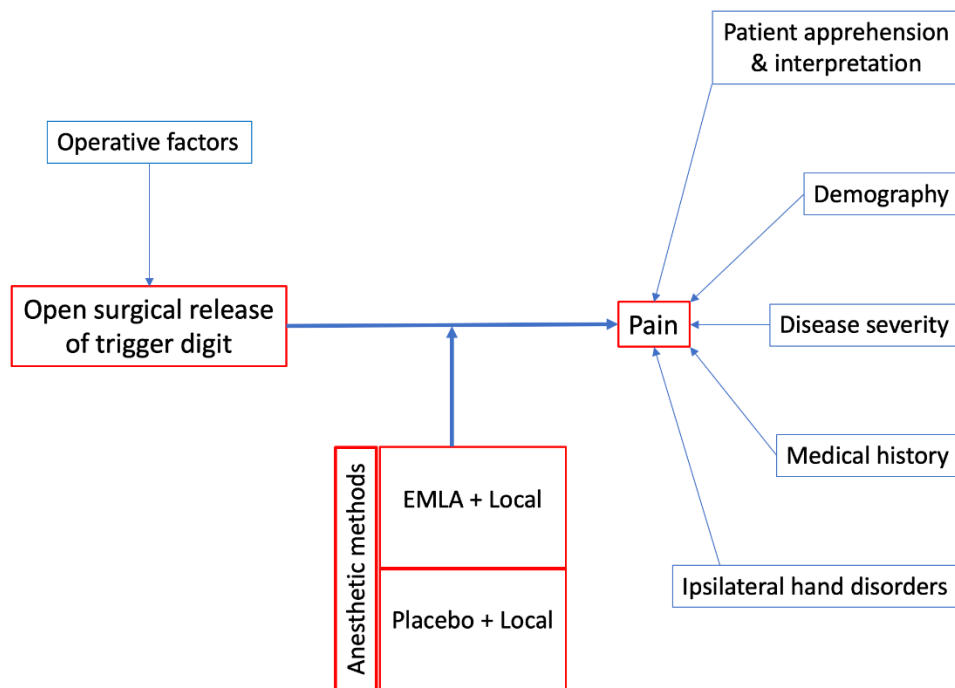 Patient apprehension
& interpretation
Operative factors
Demography
Open surgical release
of trigger digit
Pain
Disease severity
Anesthetic methods
EMLA + Local
Medical history
Placebo + Local
Ipsilateral hand disorders